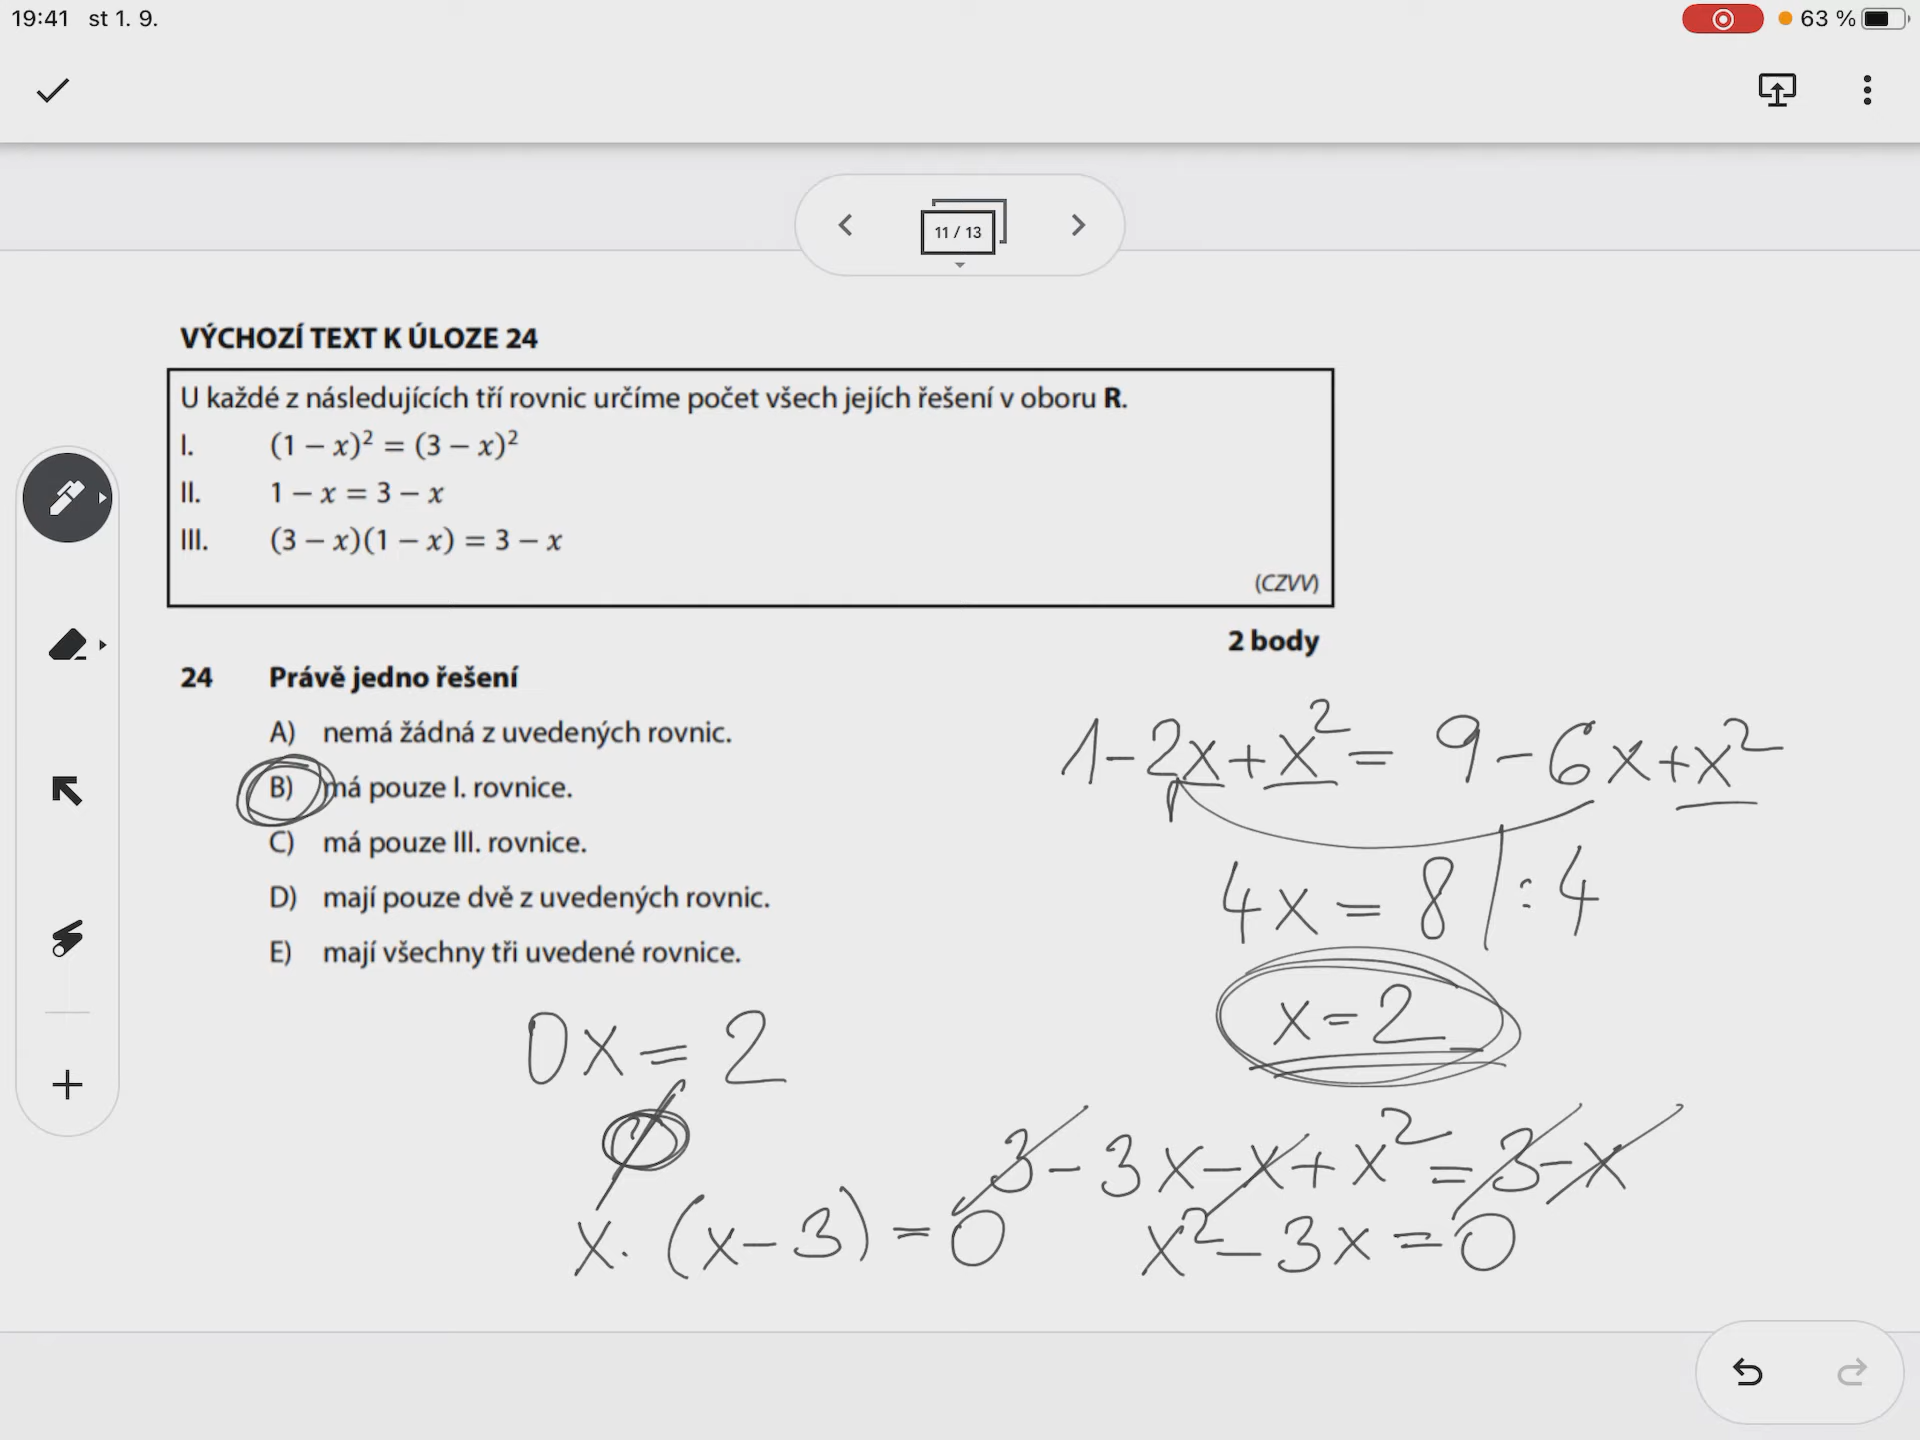 19:41 st 1. 9.
63 %
11 / 13
VÝCHOZÍ TEXT K ÚLOZE 24
U každé z následujících tří rovnic určíme počet všech jejích řešení v oboru R.
I. (1 – x)² = (3 – x)²
II. 1 – x = 3 – x
III. (3 – x)(1 – x) = 3 – x
(CZVV)
2 body
24 Právě jedno řešení
A) nemá žádná z uvedených rovnic.
B) má pouze I. rovnice.
C) má pouze III. rovnice.
D) mají pouze dvě z uvedených rovnic.
E) mají všechny tři uvedené rovnice.
1-2x+x² = 9-6x+x²
4x = 8 | : 4
x = 2
0x = 2
3-3x-x+x² = 3-x
x² - 3x = 0
x. (x-3) = 0